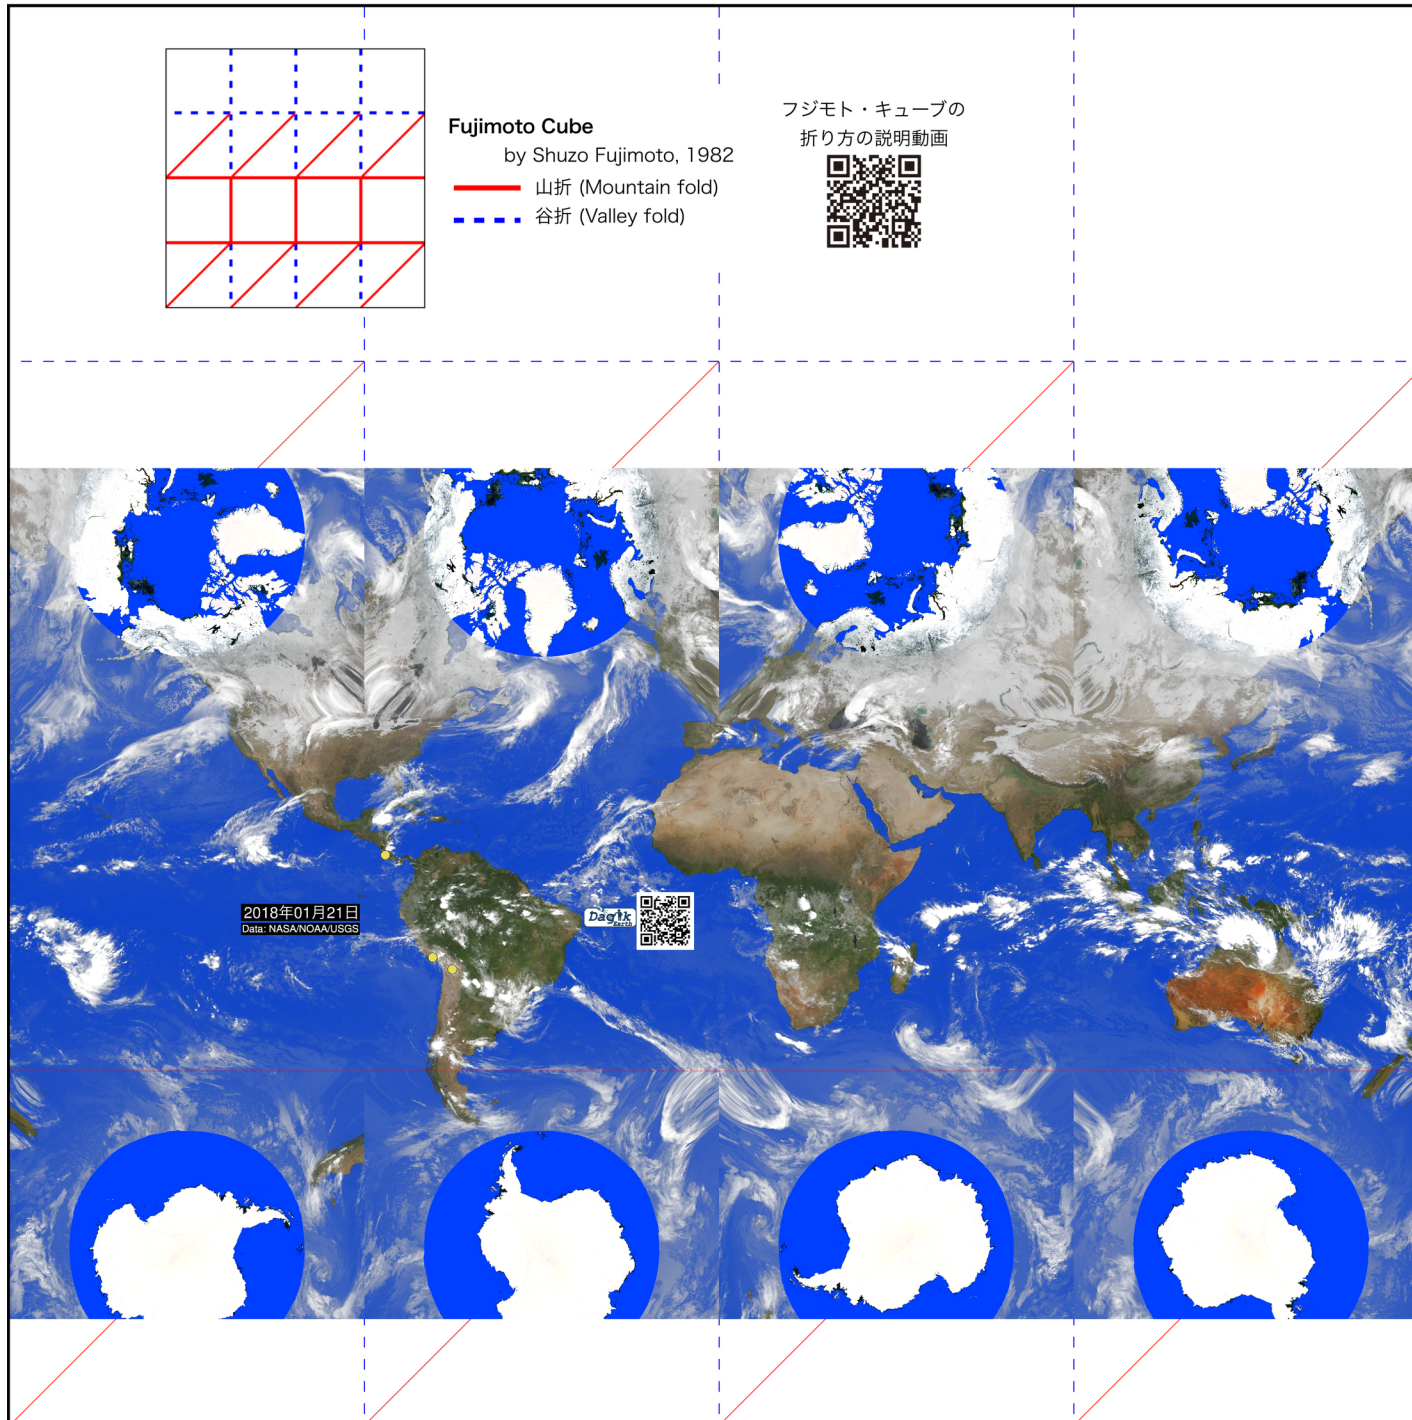 Fujimoto Cube
by Shuzo Fujimoto, 1982
山折 (Mountain fold)
谷折 (Valley fold)
フジモト・キューブの
折り方の説明動画
2018年01月21日
Data: NASA/NOAA/USGS
Dagik
Earth